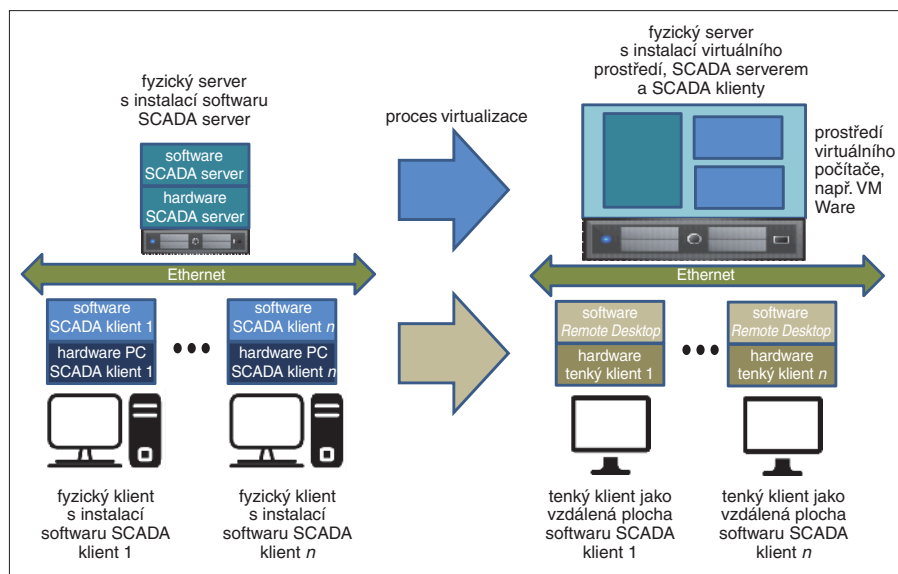 fyzický server
s instalací softwaru
SCADA server
software
SCADA server
hardware
SCADA server
Ethernet
software
SCADA klient 1
hardware PC
SCADA klient 1
software
SCADA klient n
hardware PC
SCADA klient n
fyzický klient
s instalací
softwaru SCADA
klient 1
fyzický klient
s instalací
softwaru SCADA
klient n
proces virtualizace
fyzický server
s instalací virtuálního
prostředí, SCADA serverem
a SCADA klienty
prostředí
virtuálního
počítače,
např. VM
Ware
Ethernet
software
Remote Desktop
hardware
tenký klient 1
software
Remote Desktop
hardware
tenký klient n
tenký klient jako
vzdálená plocha
softwaru SCADA
klient 1
tenký klient jako
vzdálená plocha
softwaru SCADA
klient n